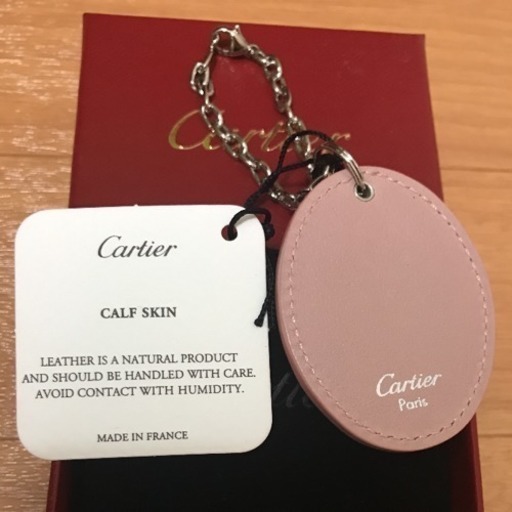 Cartier
Cartier
CALF SKIN
LEATHER IS A NATURAL PRODUCT
AND SHOULD BE HANDLED WITH CARE.
AVOID CONTACT WITH HUMIDITY.
MADE IN FRANCE
Cartier
Paris